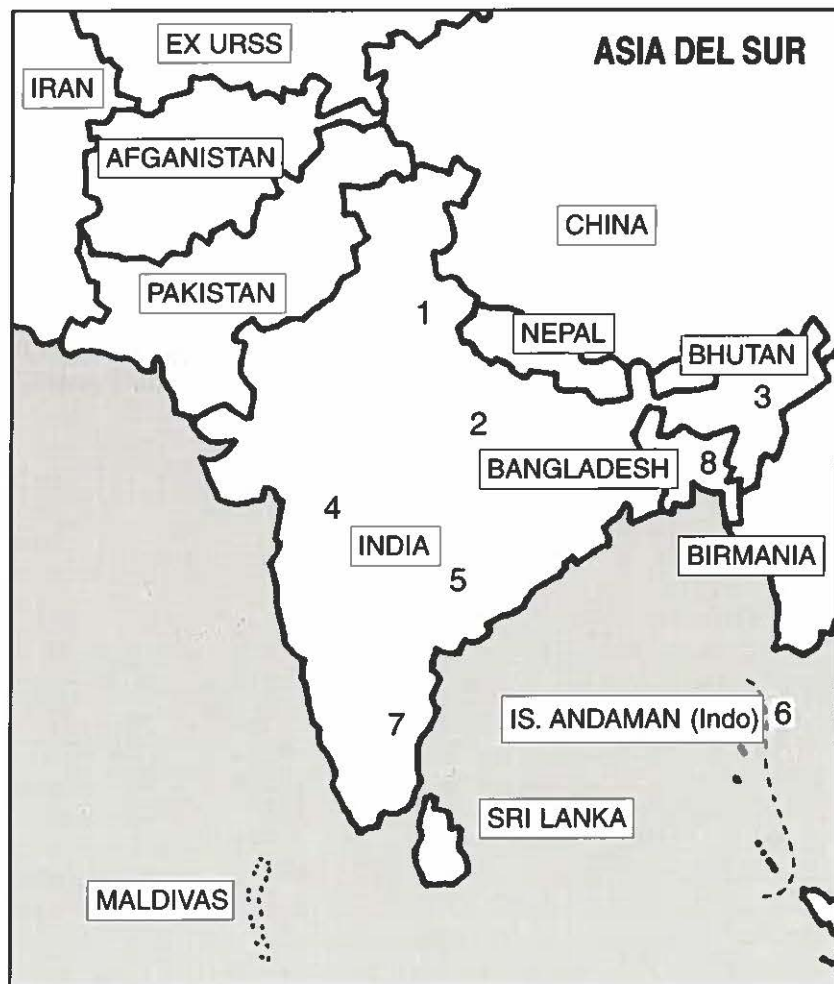 EX URSS
ASIA DEL SUR
IRAN
AFGANISTAN
CHINA
PAKISTAN
1
NEPAL
BHUTAN
3
2
BANGLADESH
8
4
INDIA
BIRMANIA
5
IS. ANDAMAN (Indo)
6
7
SRI LANKA
MALDIVAS